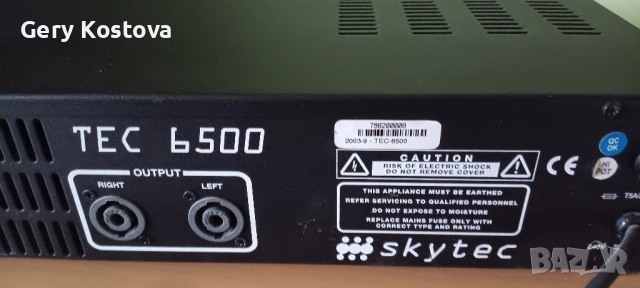 Gery Kostova
TEC 6500
798200008
2003-9 - TEC-6500
OUTPUT
RIGHT
LEFT
CAUTION
RISK OF ELECTRIC SHOCK
DO NOT REMOVE COVER
THIS APPLIANCE MUST BE EARTHED
REFER SERVICING TO QUALIFIED PERSONNEL
DO NOT EXPOSE TO MOISTURE
REPLACE MAINS FUSE ONLY WITH
CORRECT TYPE AND RATING
CE
QC
OK
HI
POT
skytec
BAZAR